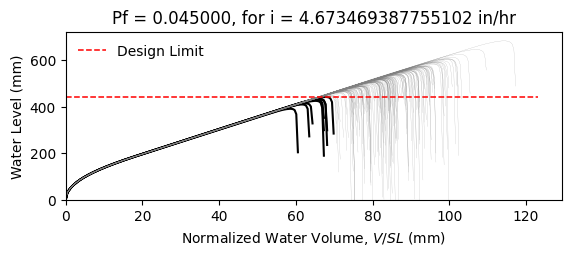 Pf = 0.045000, for i = 4.673469387755102 in/hr
Design Limit
Water Level (mm)
600
400
200
0
0 20 40 60 80 100 120
Normalized Water Volume, V/SL (mm)